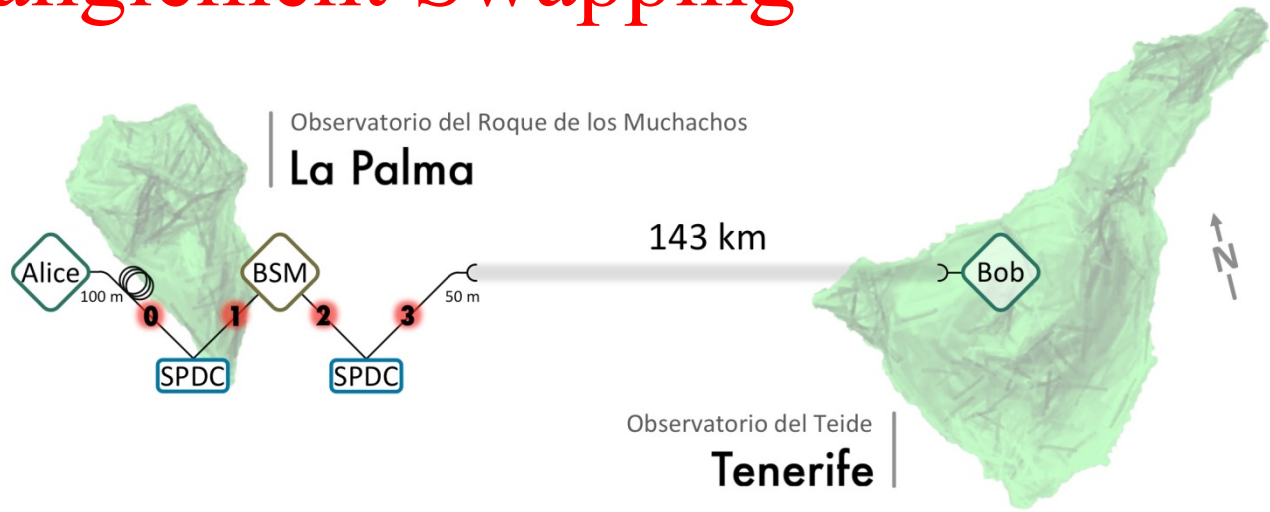 Swapping
Observatorio del Roque de los Muchachos
La Palma
143 km
Alice
100 m
BSM
50 m
Bob
0
1
2
3
SPDC
SPDC
N
Observatorio del Teide
Tenerife